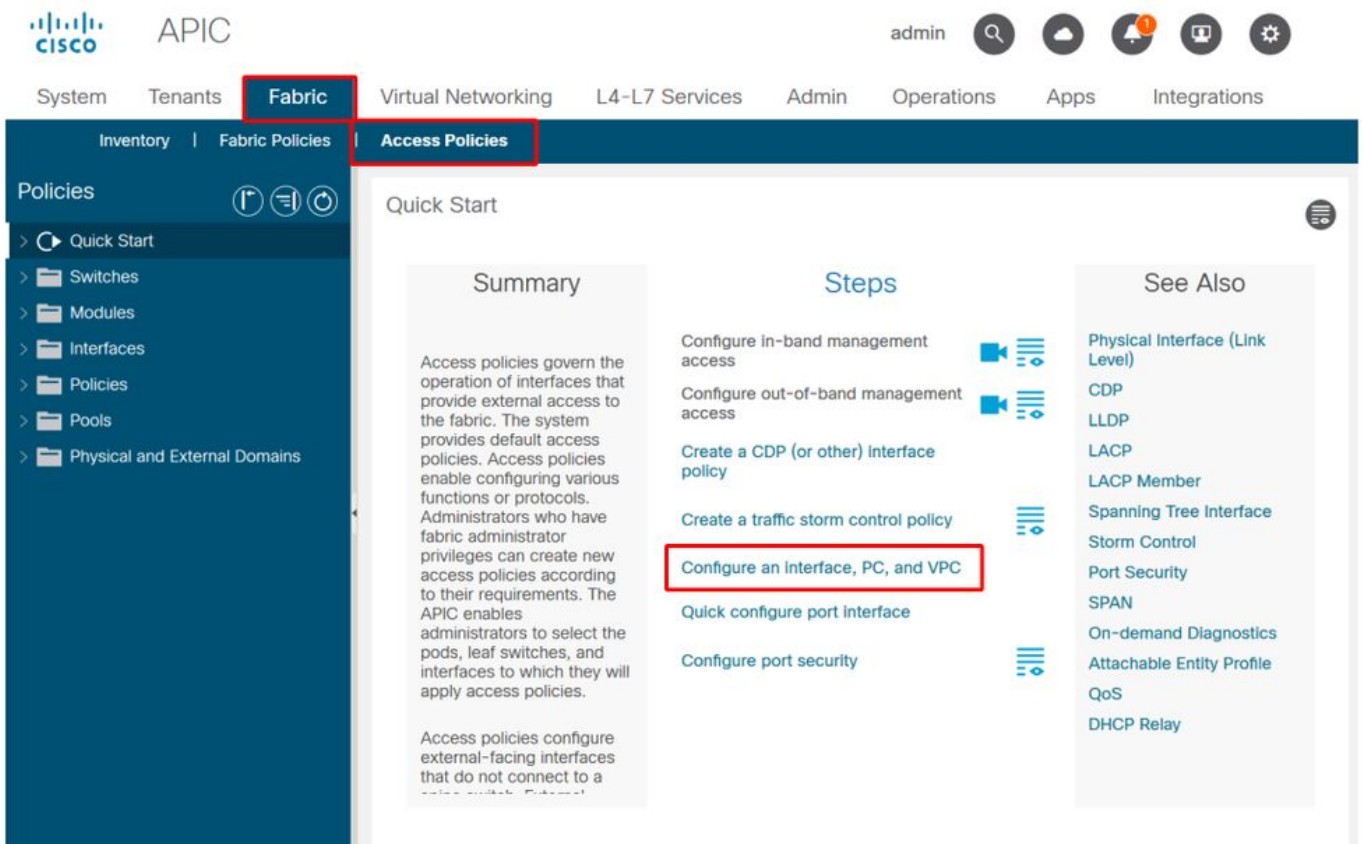 CISCO
APIC
admin
1
System Tenants Fabric Virtual Networking L4-L7 Services Admin Operations Apps Integrations
Inventory | Fabric Policies | Access Policies
Policies
Quick Start
Switches
Modules
Interfaces
Policies
Pools
Physical and External Domains
Quick Start
Summary
Access policies govern the
operation of interfaces that
provide external access to
the fabric. The system
provides default access
policies. Access policies
enable configuring various
functions or protocols.
Administrators who have
fabric administrator
privileges can create new
access policies according
to their requirements. The
APIC enables
administrators to select the
pods, leaf switches, and
interfaces to which they will
apply access policies.
Access policies configure
external-facing interfaces
that do not connect to a
Steps
Configure in-band management
access
Configure out-of-band management
access
Create a CDP (or other) interface
policy
Create a traffic storm control policy
Configure an interface, PC, and VPC
Quick configure port interface
Configure port security
See Also
Physical Interface (Link
Level)
CDP
LLDP
LACP
LACP Member
Spanning Tree Interface
Storm Control
Port Security
SPAN
On-demand Diagnostics
Attachable Entity Profile
QoS
DHCP Relay